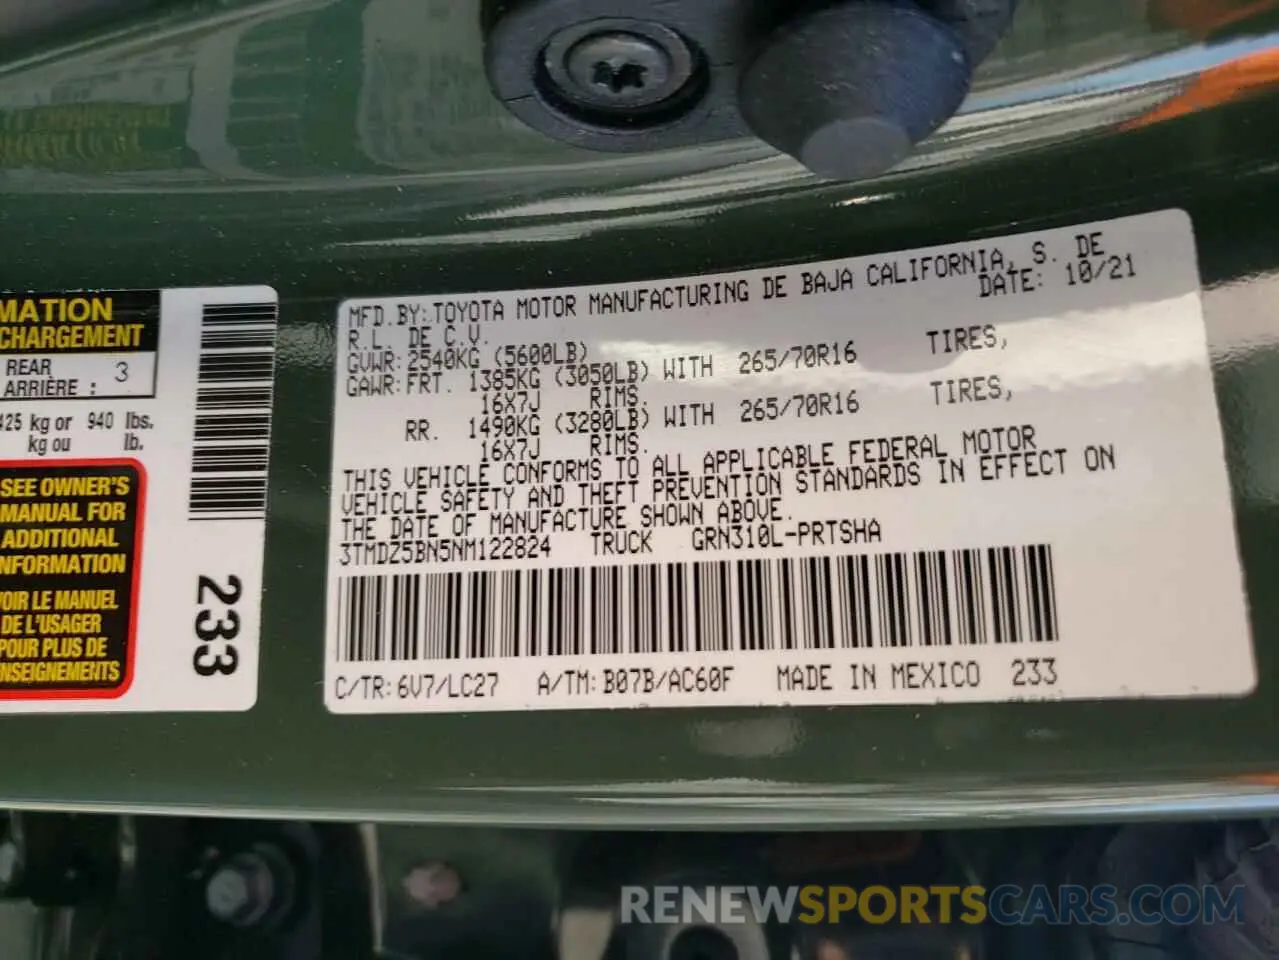 MATION
CHARGEMENT
REAR
ARRIÈRE : 3
425 kg or 940 lbs.
kg ou lb.
SEE OWNER'S
MANUAL FOR
ADDITIONAL
NFORMATION
VOIR LE MANUEL
DE L'USAGER
POUR PLUS DE
NSEIGNEMENTS
233
MFD.BY: TOYOTA MOTOR MANUFACTURING DE BAJA CALIFORNIA, S. DE
R.L. DE C.V. DATE: 10/21
GVWR: 2540KG (5600LB)
GAWR: FRT. 1385KG (3050LB) WITH 265/70R16 TIRES,
16X7J RIMS.
RR. 1490KG (3280LB) WITH 265/70R16 TIRES,
16X7J RIMS.
THIS VEHICLE CONFORMS TO ALL APPLICABLE FEDERAL MOTOR
VEHICLE SAFETY AND THEFT PREVENTION STANDARDS IN EFFECT ON
THE DATE OF MANUFACTURE SHOWN ABOVE.
3TMDZ5BN5NM122824 TRUCK GRN310L-PRTSHA
C/TR: 6V7/LC27 A/TM: B07B/AC60F MADE IN MEXICO 233
RENEWSPORTSCARS.COM